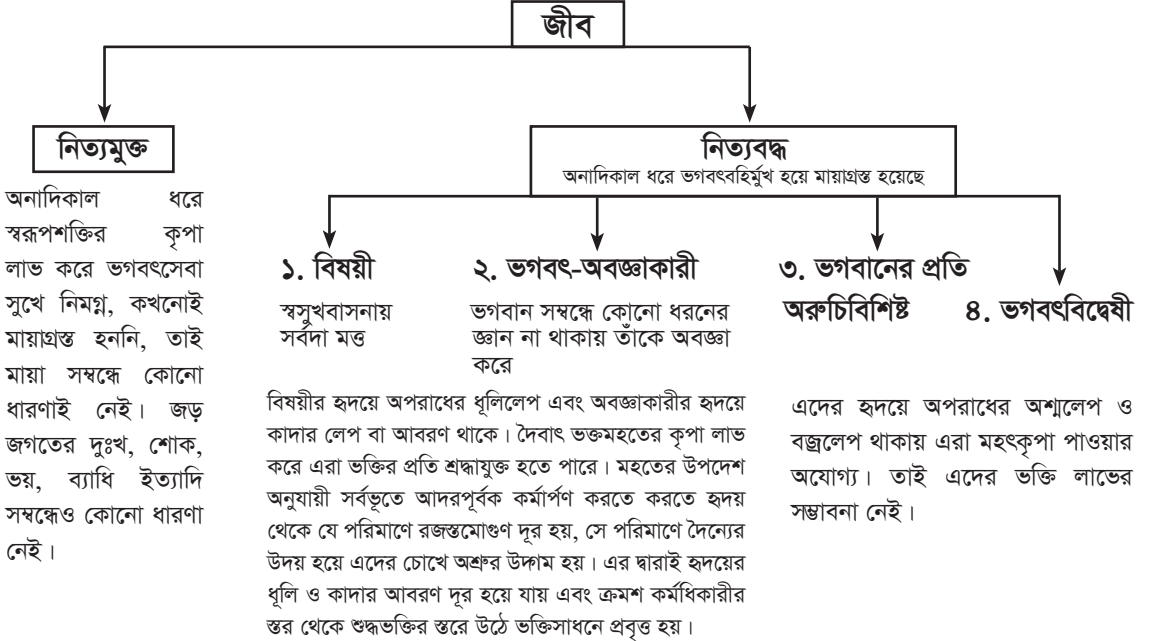 জীব
নিত্যমুক্ত
অনাদিকাল ধরে
স্বরূপশক্তির কৃপা
লাভ করে ভগবৎসেবা
সুখে নিমগ্ন, কখনোই
মায়াগ্রস্ত হননি, তাই
মায়া সম্বন্ধে কোনো
ধারণাই নেই। জড়
জগতের দুঃখ, শোক,
ভয়, ব্যাধি ইত্যাদি
সম্বন্ধেও কোনো ধারণা
নেই।
নিত্যবদ্ধ
অনাদিকাল ধরে ভগবৎবহির্মুখ হয়ে মায়াগ্রস্ত হয়েছে
১. বিষয়ী
স্বসুখবাসনায়
সর্বদা মত্ত
২. ভগবৎ-অবজ্ঞাকারী
ভগবান সম্বন্ধে কোনো ধরনের
জ্ঞান না থাকায় তাঁকে অবজ্ঞা
করে
বিষয়ীর হৃদয়ে অপরাধের ধূলিলেপ এবং অবজ্ঞাকারীর হৃদয়ে
কাদার লেপ বা আবরণ থাকে। দৈবাৎ ভক্তমহতের কৃপা লাভ
করে এরা ভক্তির প্রতি শ্রদ্ধাযুক্ত হতে পারে। মহতের উপদেশ
অনুযায়ী সর্বভূতে আদরপূর্বক কর্মার্পণ করতে করতে হৃদয়
থেকে যে পরিমাণে রজস্তমোগুণ দূর হয়, সে পরিমাণে দৈন্যের
উদয় হয়ে এদের চোখে অশ্রুর উদ্গম হয়। এর দ্বারাই হৃদয়ের
ধূলি ও কাদার আবরণ দূর হয়ে যায় এবং ক্রমশ কর্মধিকারীর
স্তর থেকে শুদ্ধভক্তির স্তরে উঠে ভক্তিসাধনে প্রবৃত্ত হয়।
৩. ভগবানের প্রতি
অরুচিবিশিষ্ট
৪. ভগবৎবিদ্বেষী
এদের হৃদয়ে অপরাধের অশ্মলেপ ও
বজ্রলেপ থাকায় এরা মহৎকৃপা পাওয়ার
অযোগ্য। তাই এদের ভক্তি লাভের
সম্ভাবনা নেই।